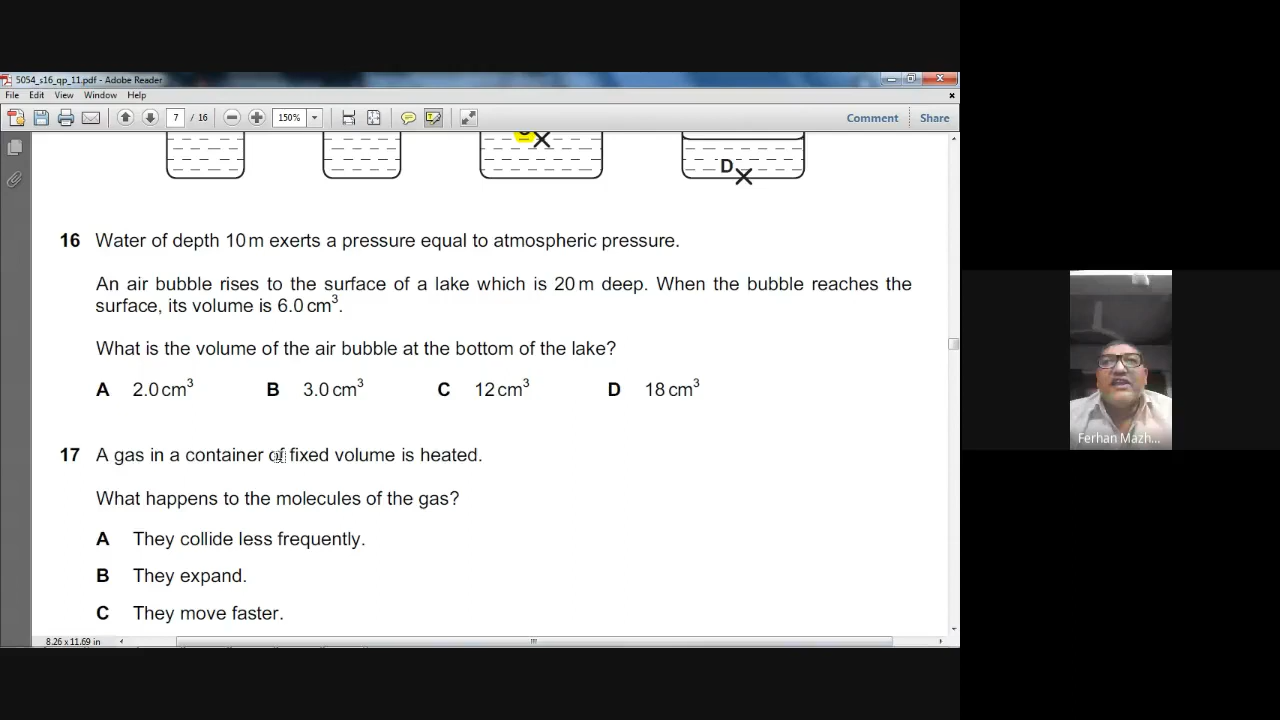 5054_s16_qp_11.pdf - Adobe Reader
File Edit View Window Help
7 / 16 150% Comment Share
D
16 Water of depth 10 m exerts a pressure equal to atmospheric pressure.
An air bubble rises to the surface of a lake which is 20 m deep. When the bubble reaches the
surface, its volume is 6.0 cm³.
What is the volume of the air bubble at the bottom of the lake?
A 2.0 cm³ B 3.0 cm³ C 12 cm³ D 18 cm³
17 A gas in a container of fixed volume is heated.
What happens to the molecules of the gas?
A They collide less frequently.
B They expand.
C They move faster.
8.26 x 11.69 in
Ferhan Mazh...